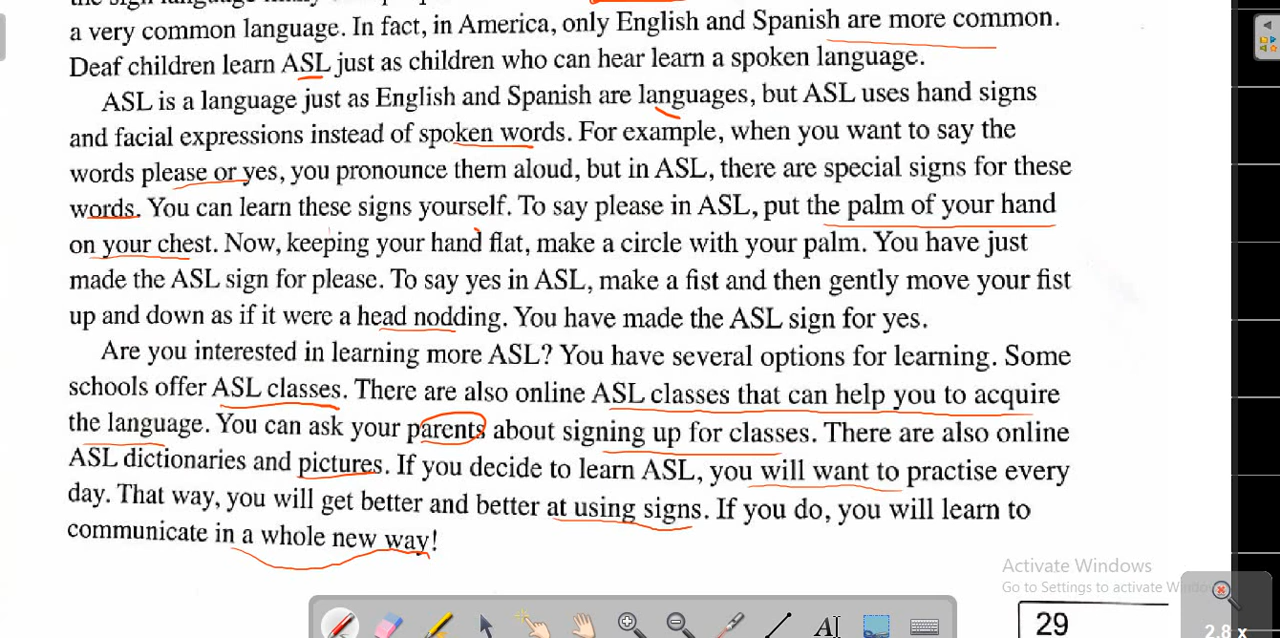 a very common language. In fact, in America, only English and Spanish are more common.
Deaf children learn ASL just as children who can hear learn a spoken language.
ASL is a language just as English and Spanish are languages, but ASL uses hand signs
and facial expressions instead of spoken words. For example, when you want to say the
words please or yes, you pronounce them aloud, but in ASL, there are special signs for these
words. You can learn these signs yourself. To say please in ASL, put the palm of your hand
on your chest. Now, keeping your hand flat, make a circle with your palm. You have just
made the ASL sign for please. To say yes in ASL, make a fist and then gently move your fist
up and down as if it were a head nodding. You have made the ASL sign for yes.
Are you interested in learning more ASL? You have several options for learning. Some
schools offer ASL classes. There are also online ASL classes that can help you to acquire
the language. You can ask your parents about signing up for classes. There are also online
ASL dictionaries and pictures. If you decide to learn ASL, you will want to practise every
day. That way, you will get better and better at using signs. If you do, you will learn to
communicate in a whole new way!
Activate Windows
Go to Settings to activate
29
2.8 x